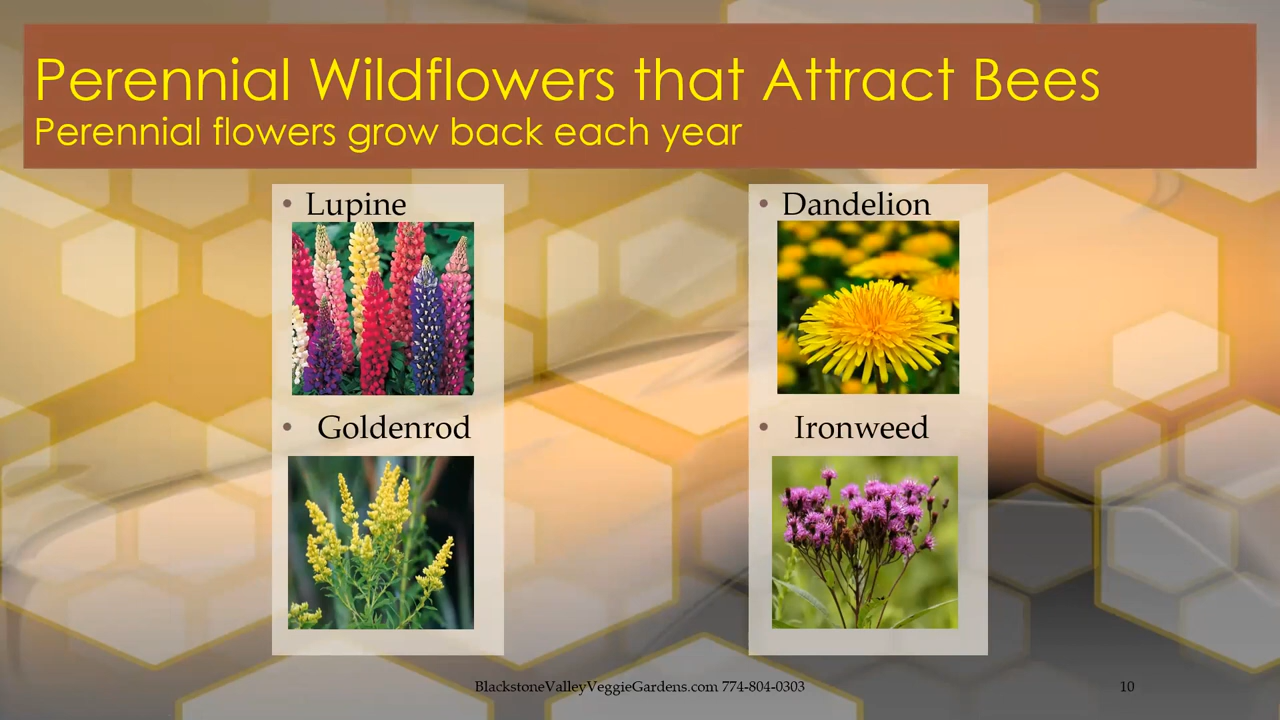 Perennial Wildflowers that Attract Bees
Perennial flowers grow back each year
• Lupine
• Goldenrod
• Dandelion
• Ironweed
BlackstoneValleyVeggieGardens.com 774-804-0303
10